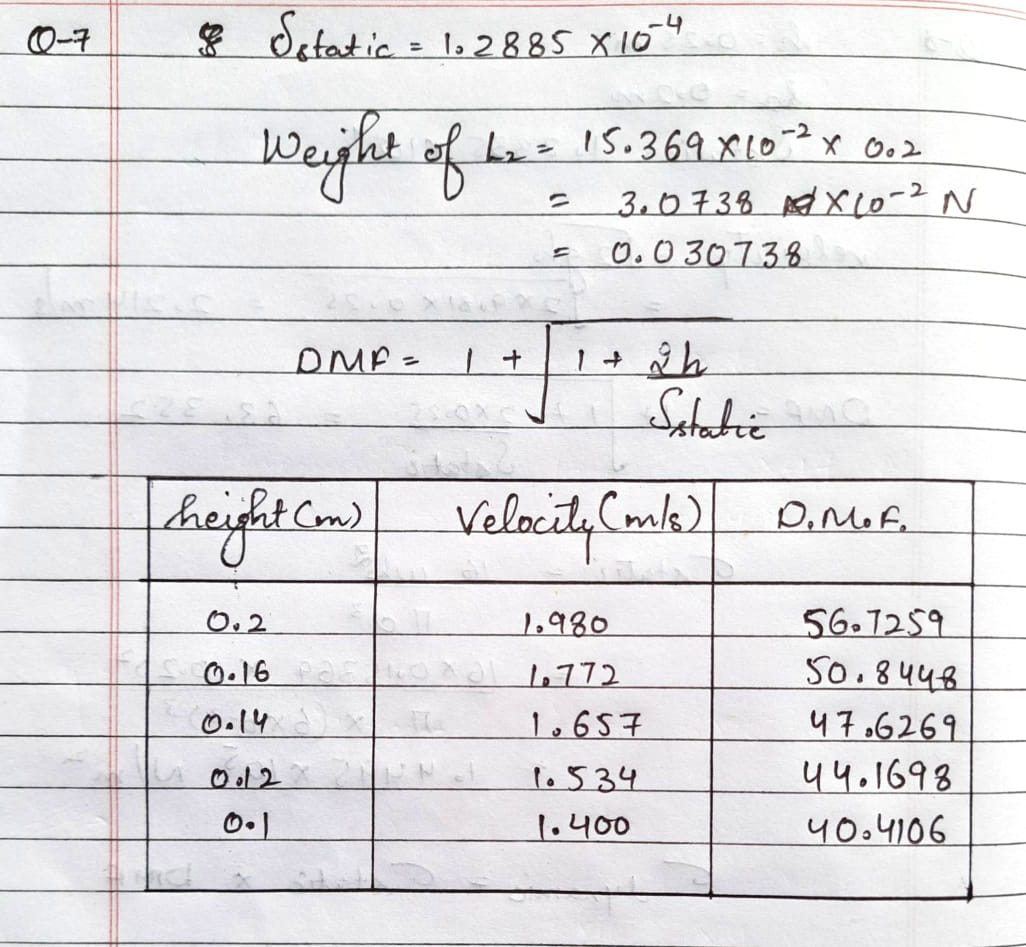 Q-7 δstatic = 1.2885 × 10⁻⁴
Weight of L₂ = 15.369 × 10⁻² × 0.2
= 3.0738 × 10⁻² N
= 0.030738
DMF = 1 + √(1 + 2h/δstatic)
height (m) Velocity (m/s) D.M.F.
0.2 1.980 56.7259
0.16 1.772 50.8448
0.14 1.657 47.6269
0.12 1.534 44.1698
0.1 1.400 40.4106